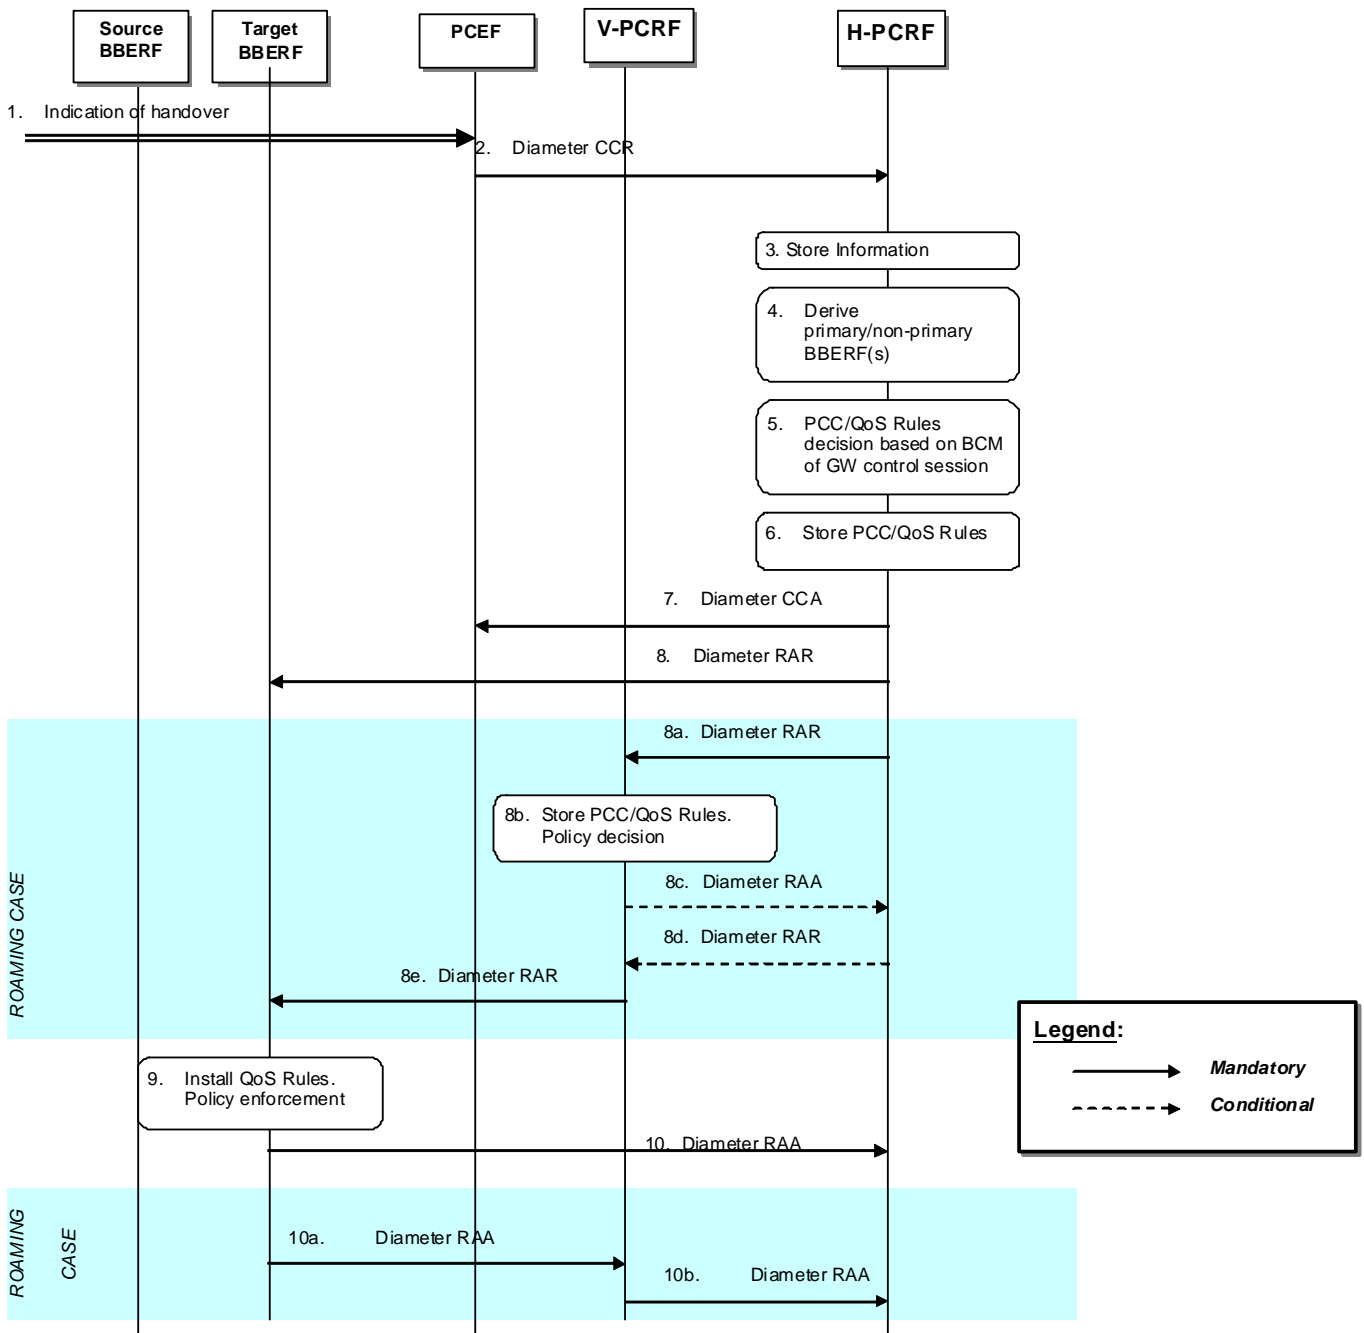 Source
BBERF
Target
BBERF
PCEF
V-PCRF
H-PCRF
1. Indication of handover
2. Diameter CCR
3. Store Information
4. Derive
primary/non-primary
BBERF(s)
5. PCC/QoS Rules
decision based on BCM
of GW control session
6. Store PCC/QoS Rules
7. Diameter CCA
8. Diameter RAR
8a. Diameter RAR
8b. Store PCC/QoS Rules.
Policy decision
8c. Diameter RAA
8d. Diameter RAR
8e. Diameter RAR
ROAMING CASE
Legend:
Mandatory
Conditional
9. Install QoS Rules.
Policy enforcement
10. Diameter RAA
ROAMING
CASE
10a. Diameter RAA
10b. Diameter RAA